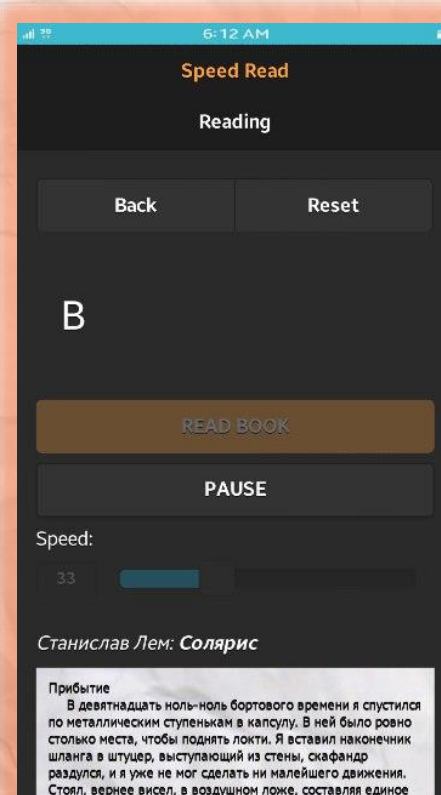 6:12 AM
Speed Read
Reading
Back Reset
В
READ BOOK
PAUSE
Speed:
33
Станислав Лем: Солярис
Прибытие
В девятнадцать ноль-ноль бортового времени я спустился
по металлическим ступенькам в капсулу. В ней было ровно
столько места, чтобы поднять локти. Я вставил наконечник
шланга в штуцер, выступающий из стены, скафандр
раздулся, и я уже не мог сделать ни малейшего движения.
Стоял, вернее висел, в воздушном ложе, составляя единое